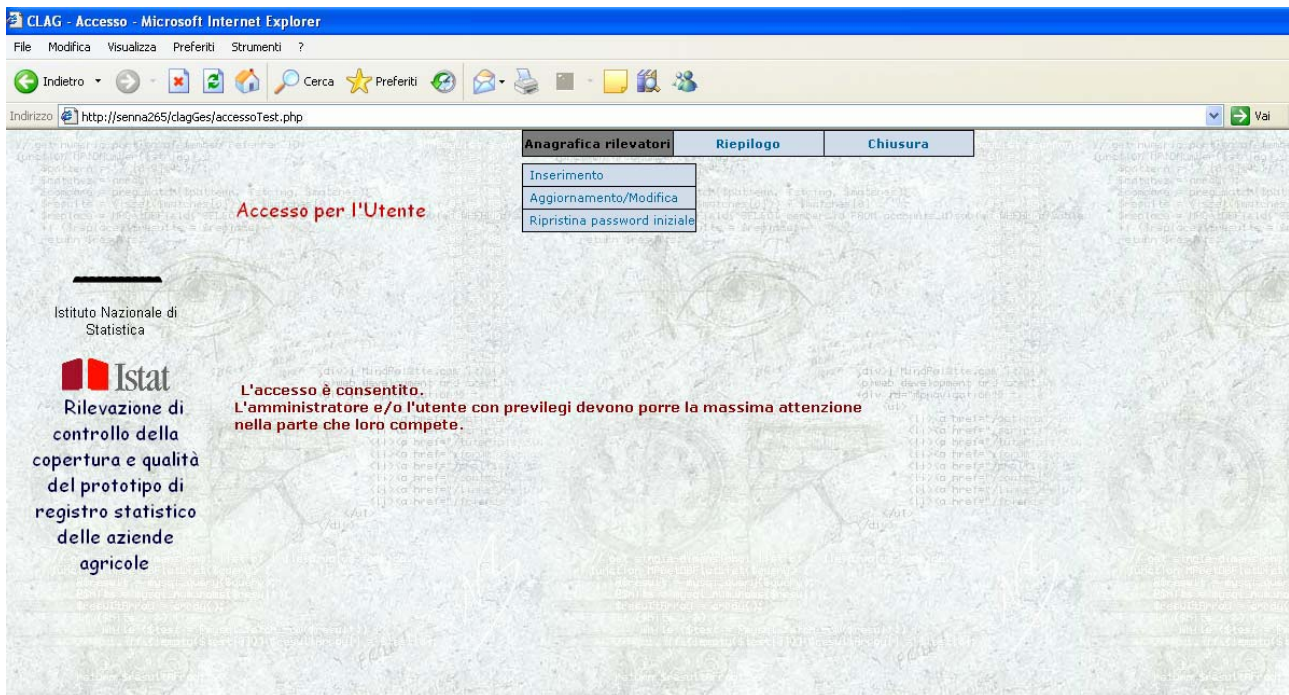 CLAG - Accesso - Microsoft Internet Explorer
File Modifica Visualizza Preferiti Strumenti ?
Indietro Cerca Preferiti
Indirizzo http://senna265/clagGes/accessoTest.php Vai
Anagrafica rilevatori Riepilogo Chiusura
Inserimento
Aggiornamento/Modifica
Ripristina password iniziale
Accesso per l'Utente
Istituto Nazionale di
Statistica
Istat
Rilevazione di
controllo della
copertura e qualità
del prototipo di
registro statistico
delle aziende
agricole
L'accesso è consentito.
L'amministratore e/o l'utente con previlegi devono porre la massima attenzione
nella parte che loro compete.